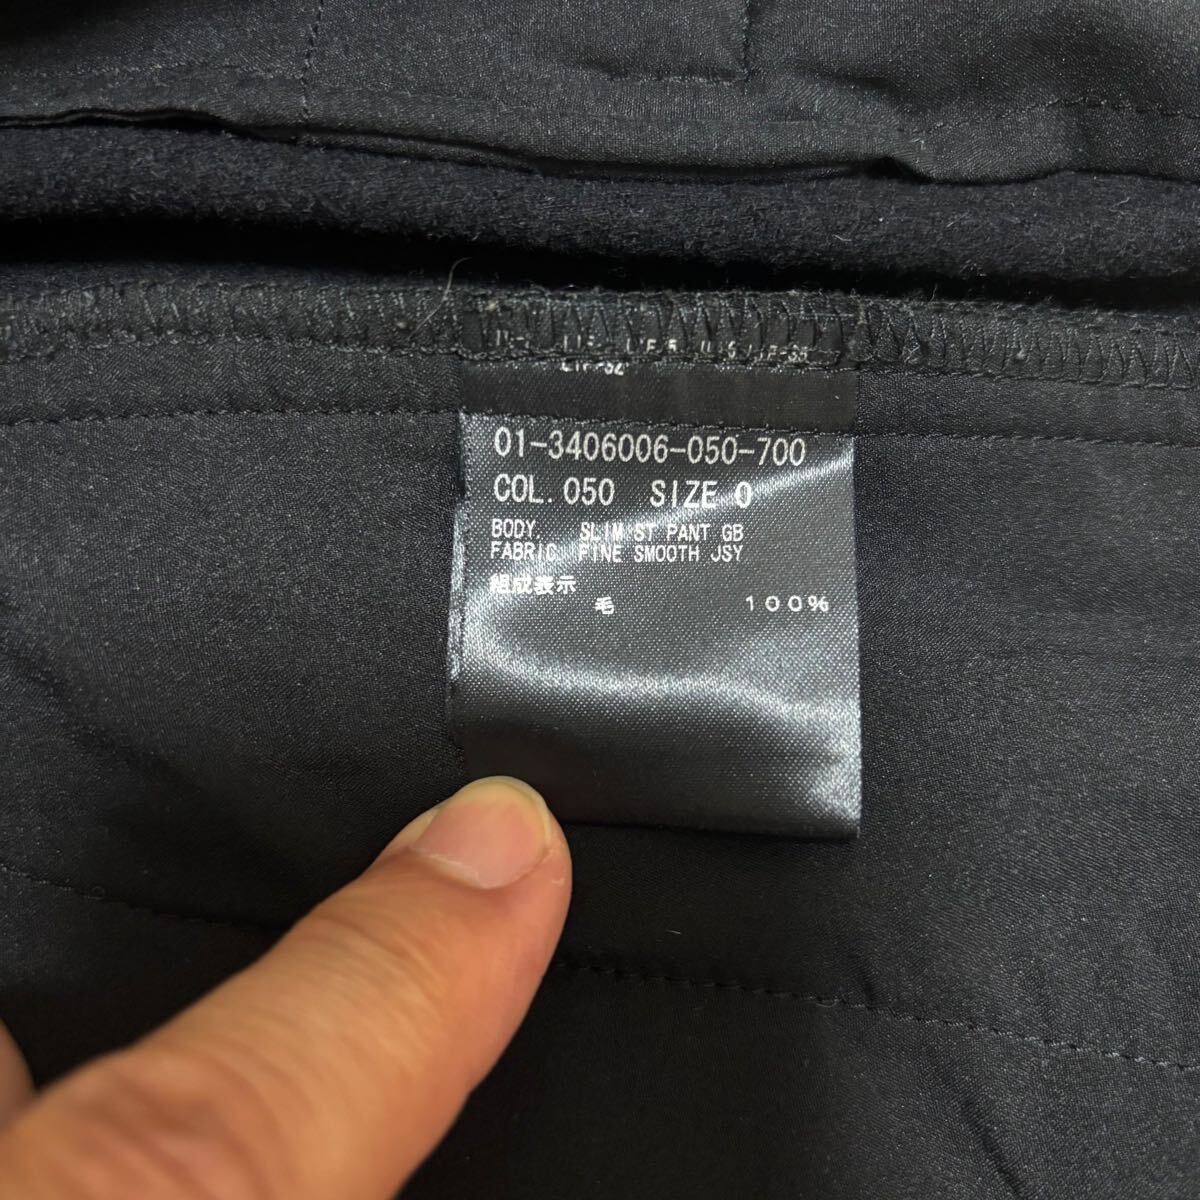 01-3406006-050-700
COL. 050 SIZE 0
BODY. SLIM ST PANT GB
FABRIC FINE SMOOTH JSY
組成表示
毛 100%